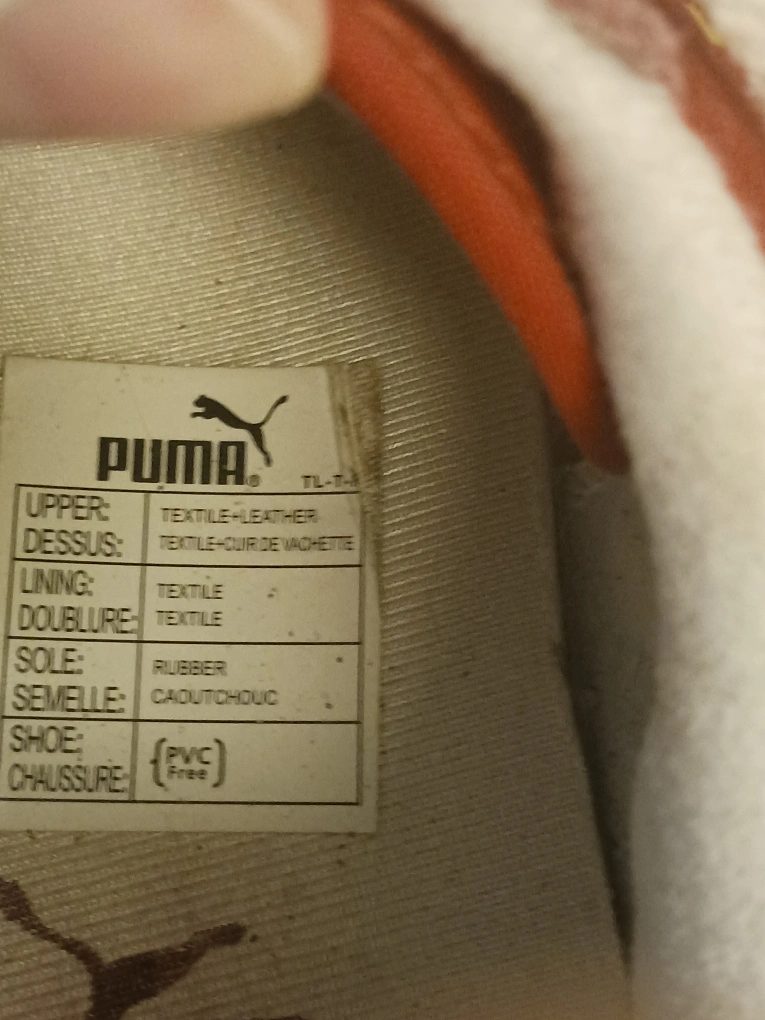 PUMA®
TL-T-
UPPER: TEXTILE+LEATHER
DESSUS: TEXTILE+CUIR DE VACHETTE
LINING: TEXTILE
DOUBLURE: TEXTILE
SOLE: RUBBER
SEMELLE: CAOUTCHOUC
SHOE: PVC
CHAUSSURE: Free